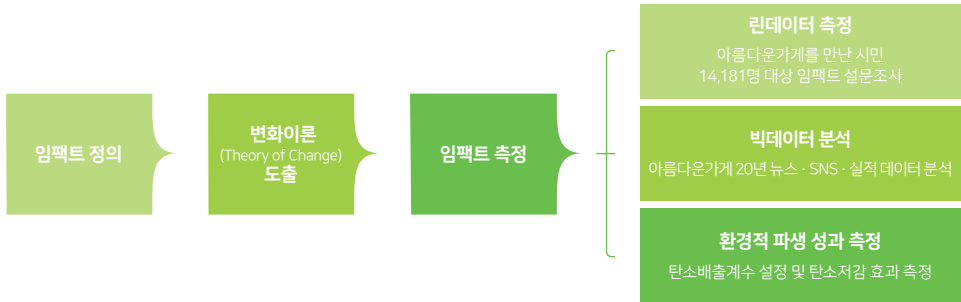 임팩트 정의
변화이론
(Theory of Change)
도출
임팩트 측정
린데이터 측정
아름다운가게를 만난 시민
14,181명 대상 임팩트 설문조사
빅데이터 분석
아름다운가게 20년 뉴스 · SNS · 실적 데이터 분석
환경적 파생 성과 측정
탄소배출계수 설정 및 탄소저감 효과 측정